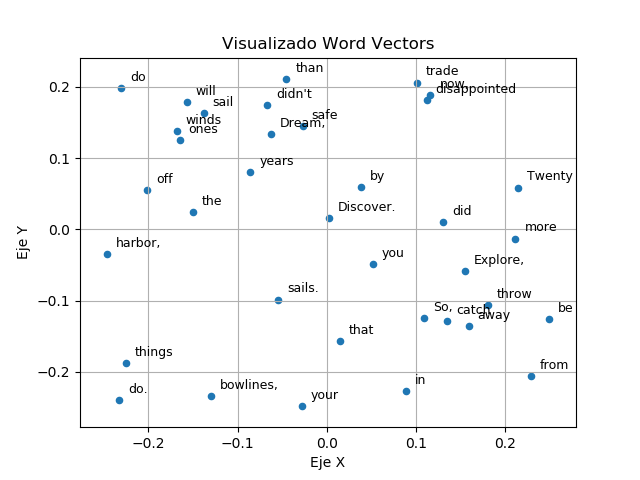 Visualizado Word Vectors
than
trade
do
now
will
disappointed
didn't
sail
safe
winds
Dream,
ones
years
by
Twenty
off
the
Discover.
did
more
harbor,
you
Explore,
sails.
throw
So,
catch
be
away
that
things
from
in
do.
bowlines,
your
0.2
0.1
0.0
−0.1
−0.2
Eje Y
−0.2
−0.1
0.0
0.1
0.2
Eje X